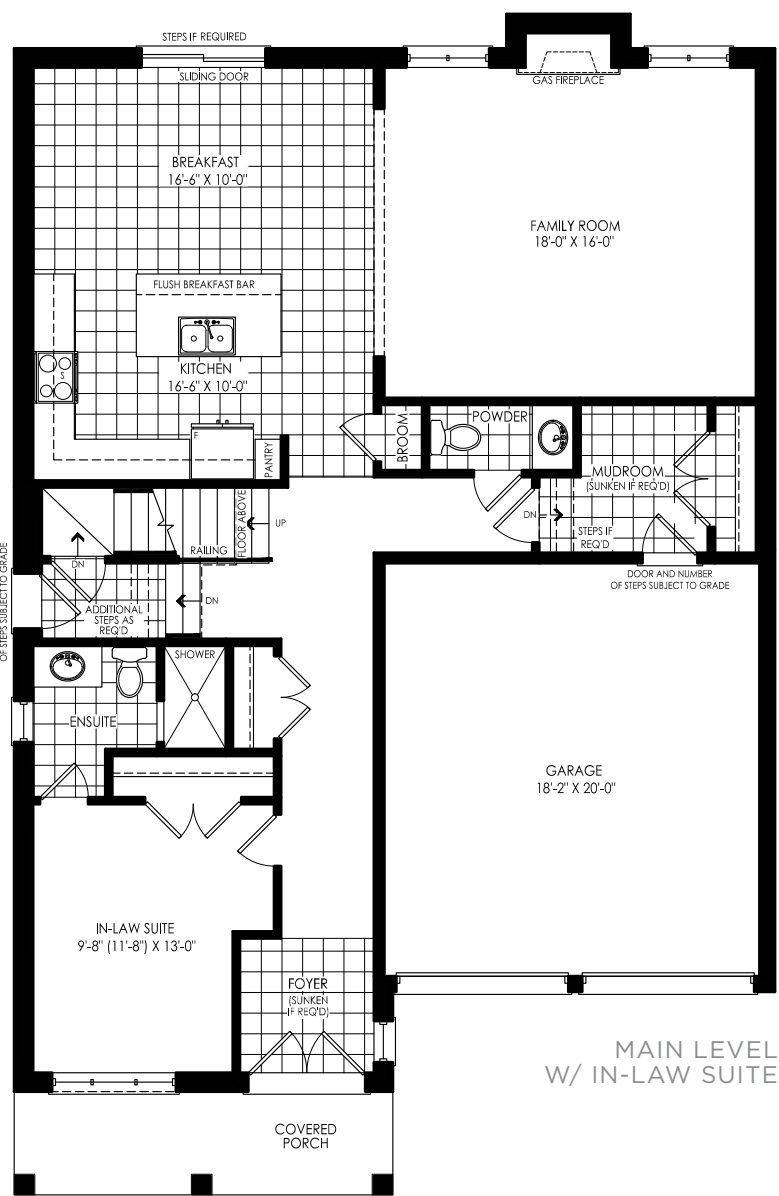 STEPS IF REQUIRED
SLIDING DOOR
GAS FIREPLACE
BREAKFAST
16'-6" X 10'-0"
FAMILY ROOM
18'-0" X 16'-0"
FLUSH BREAKFAST BAR
KITCHEN
16'-6" X 10'-0"
S
F
PANTRY
BROOM
POWDER
MUDROOM
(SUNKEN IF REQ'D)
DN
STEPS IF
REQ'D
DOOR AND NUMBER
OF STEPS SUBJECT TO GRADE
FLOOR ABOVE
UP
RAILING
DN
OF STEPS SUBJECT TO GRADE
ADDITIONAL
STEPS AS
REQ'D
DN
SHOWER
ENSUITE
GARAGE
18'-2" X 20'-0"
IN-LAW SUITE
9'-8" (11'-8") X 13'-0"
FOYER
(SUNKEN
IF REQ'D)
MAIN LEVEL
W/ IN-LAW SUITE
COVERED
PORCH